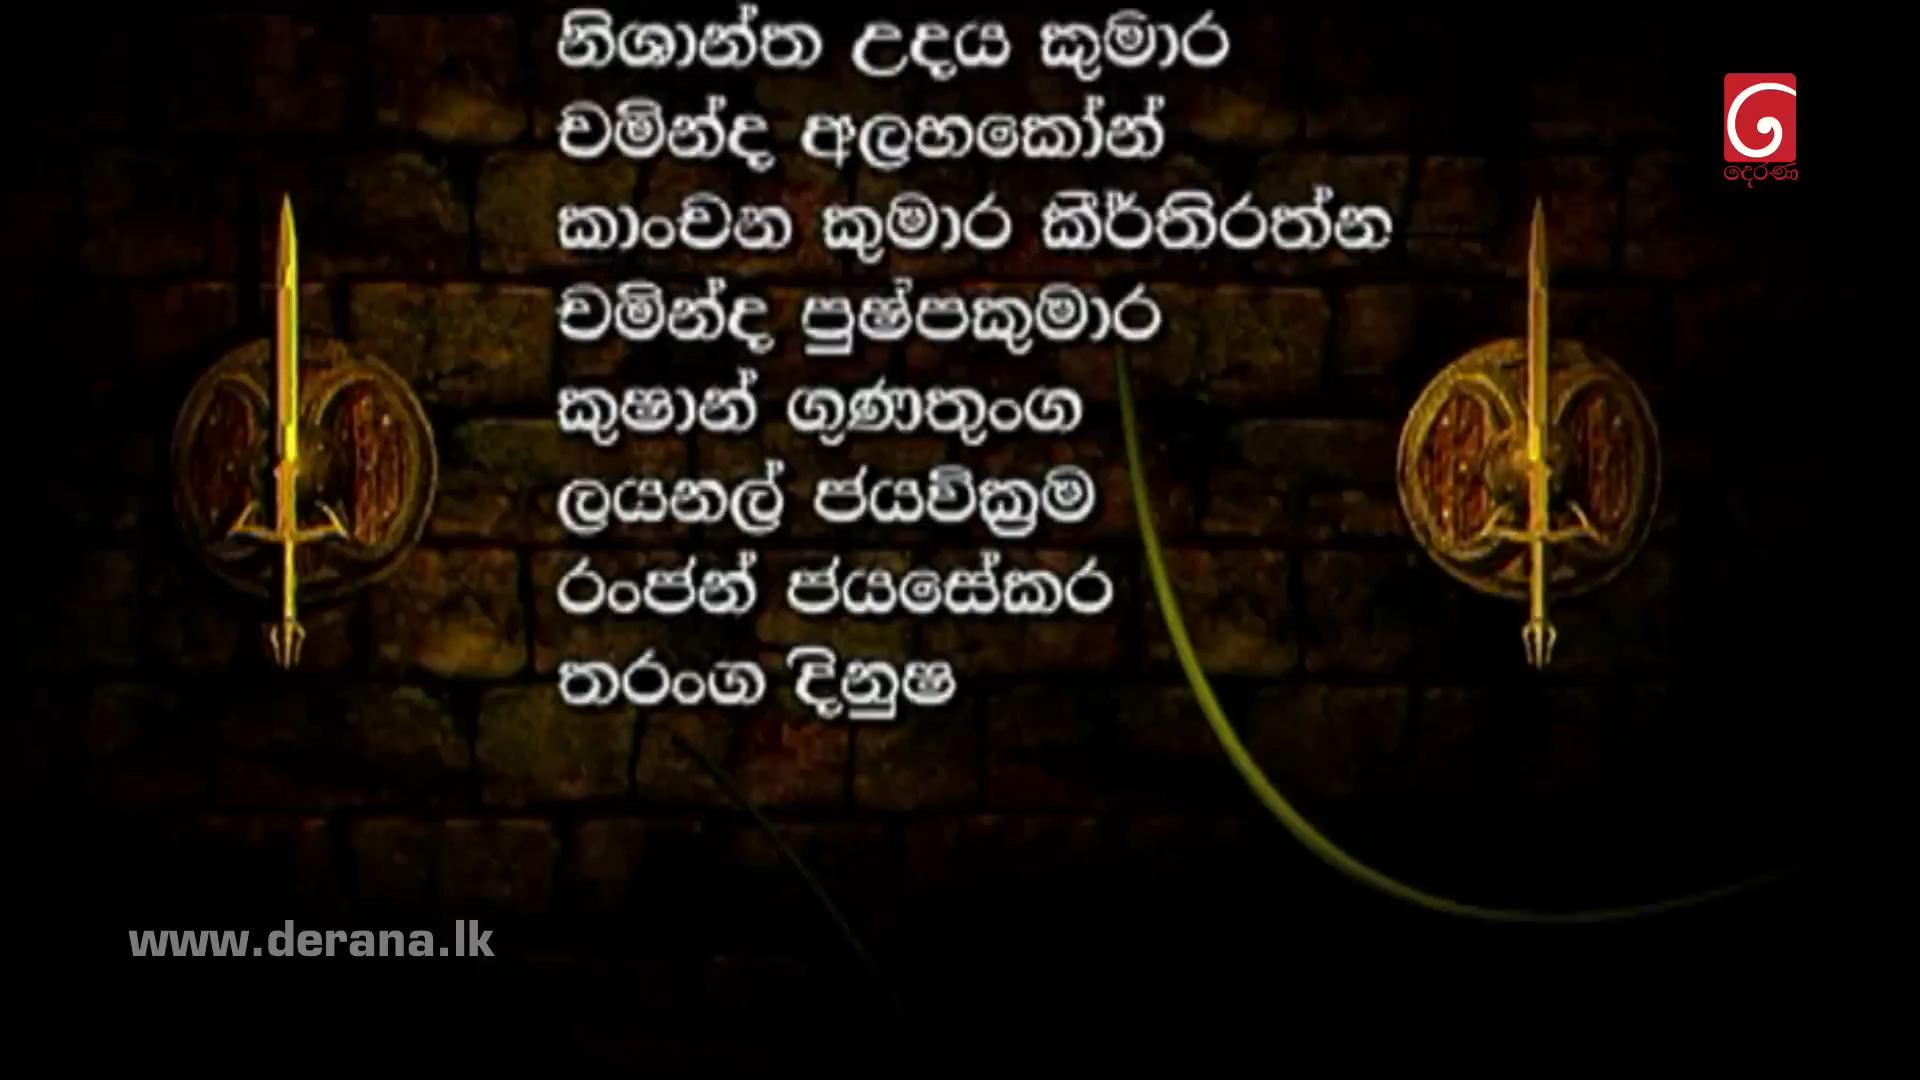 නිශාන්ත උදය කුමාර
චමින්ද අලහකෝන්
කාංචන කුමාර කීර්තිරත්න
චමින්ද පුෂ්පකුමාර
කුෂාන් ගුණතුංග
ලයනල් ජයවික්‍රම
රංජන් ජයසේකර
තරංග දිනුෂ
දෙරණ
www.derana.lk